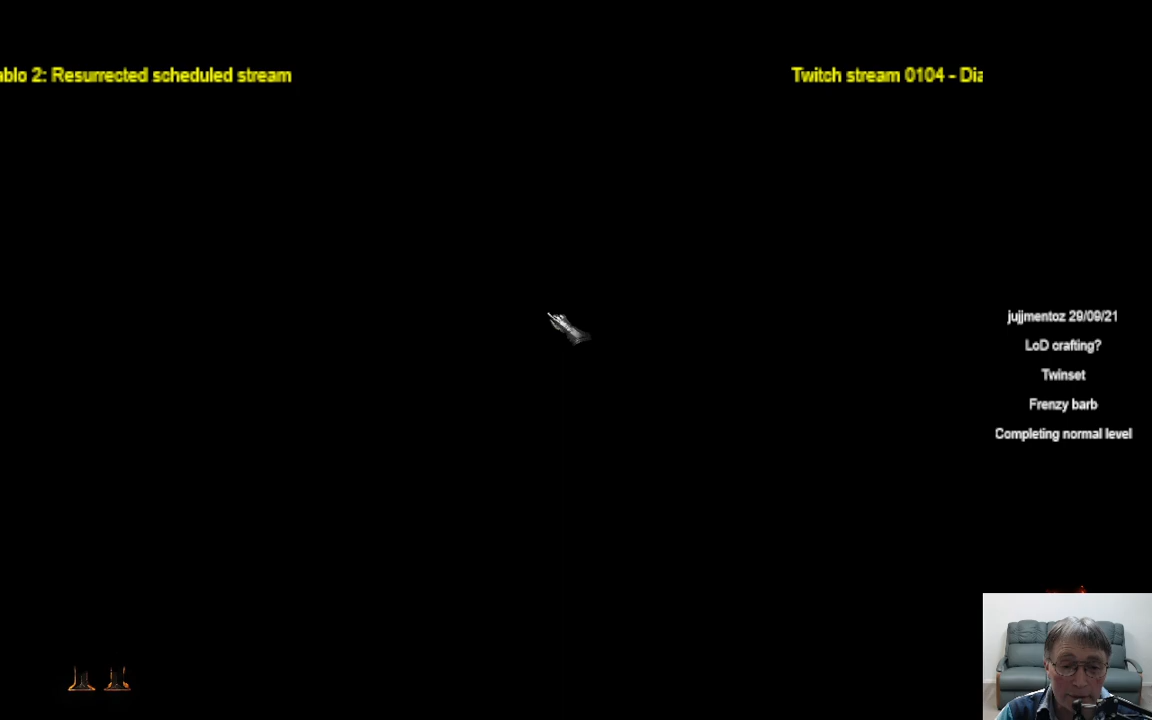 ablo 2: Resurrected scheduled stream
Twitch stream 0104 - Dia
jujjmentoz 29/09/21
LoD crafting?
Twinset
Frenzy barb
Completing normal level